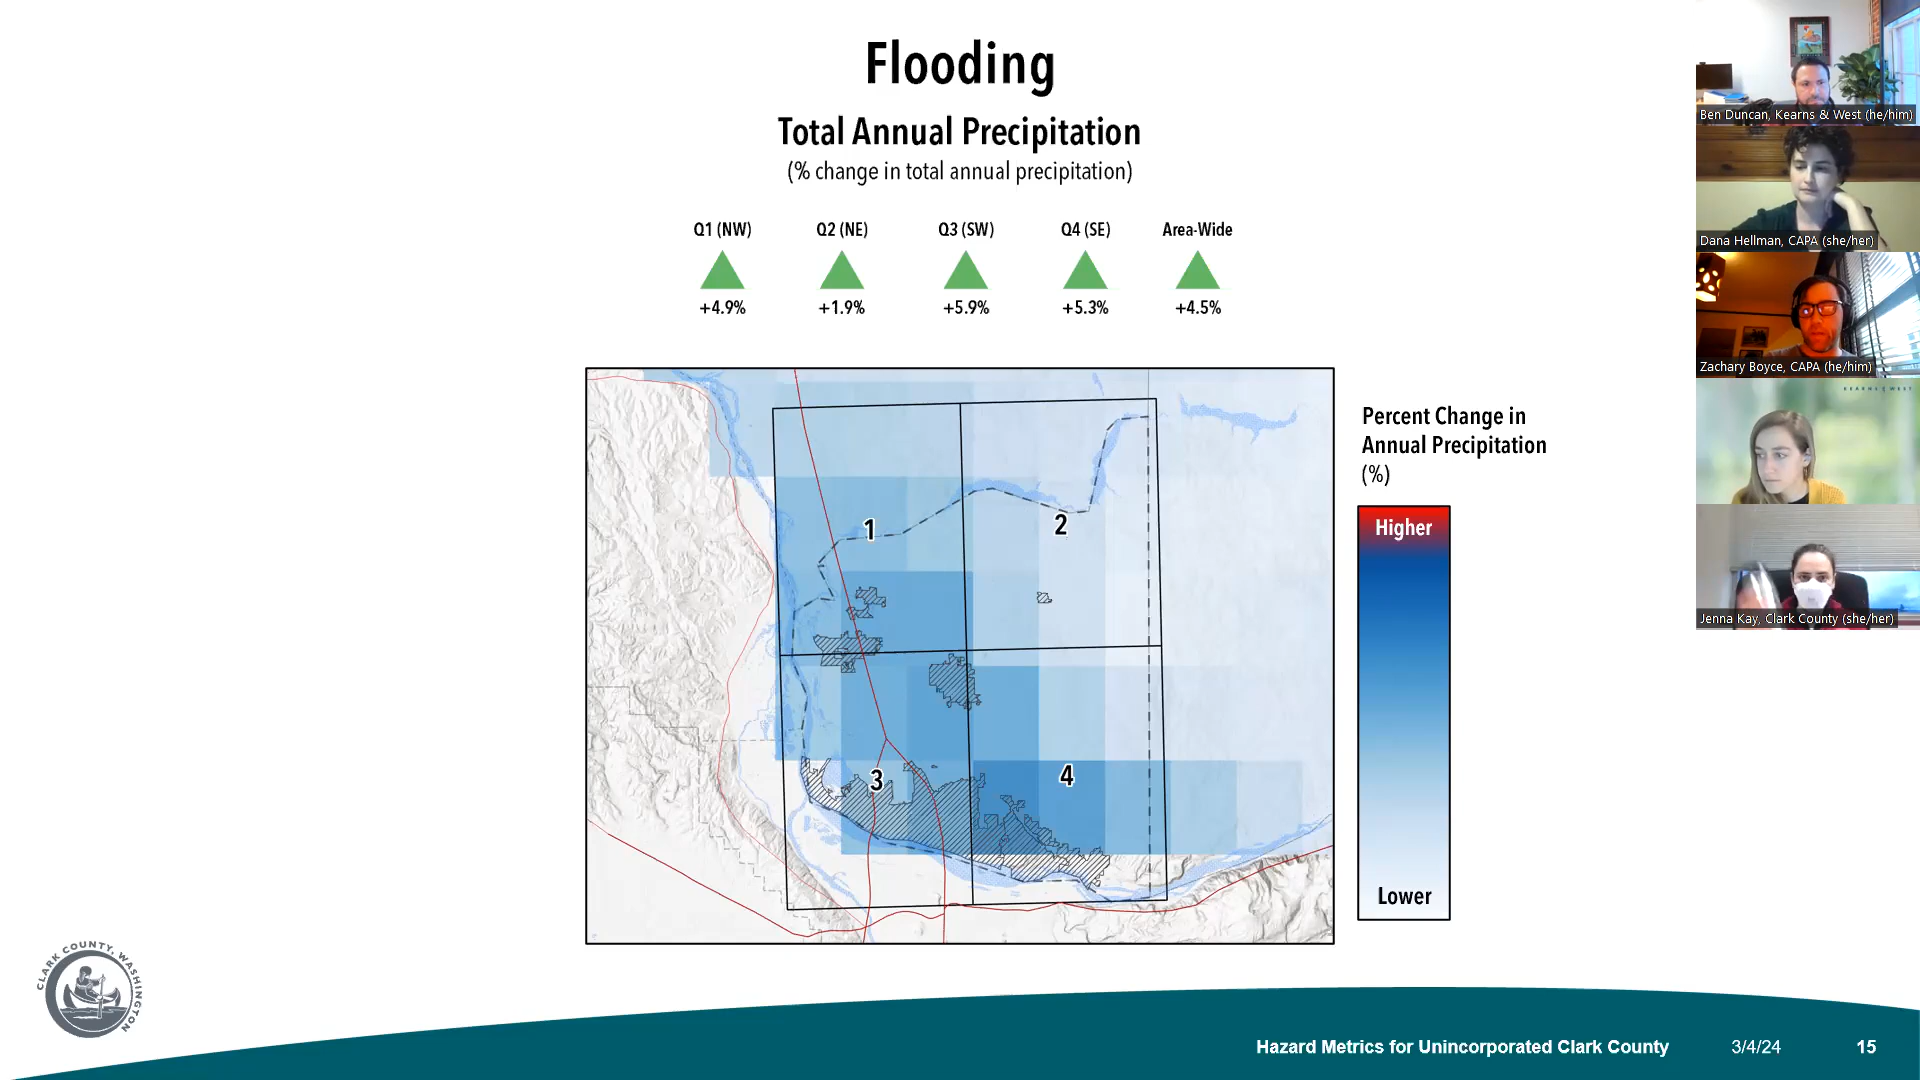 Flooding
Total Annual Precipitation
(% change in total annual precipitation)
Q1 (NW) Q2 (NE) Q3 (SW) Q4 (SE) Area-Wide
+4.9% +1.9% +5.9% +5.3% +4.5%
1
2
3
4
Percent Change in
Annual Precipitation
(%)
Higher
Lower
CLARK COUNTY, WASHINGTON
Hazard Metrics for Unincorporated Clark County 3/4/24 15
Ben Duncan, Kearns & West (he/him)
Dana Hellman, CAPA (she/her)
Zachary Boyce, CAPA (he/him)
KEARNS & WEST
Jenna Kay, Clark County (she/her)